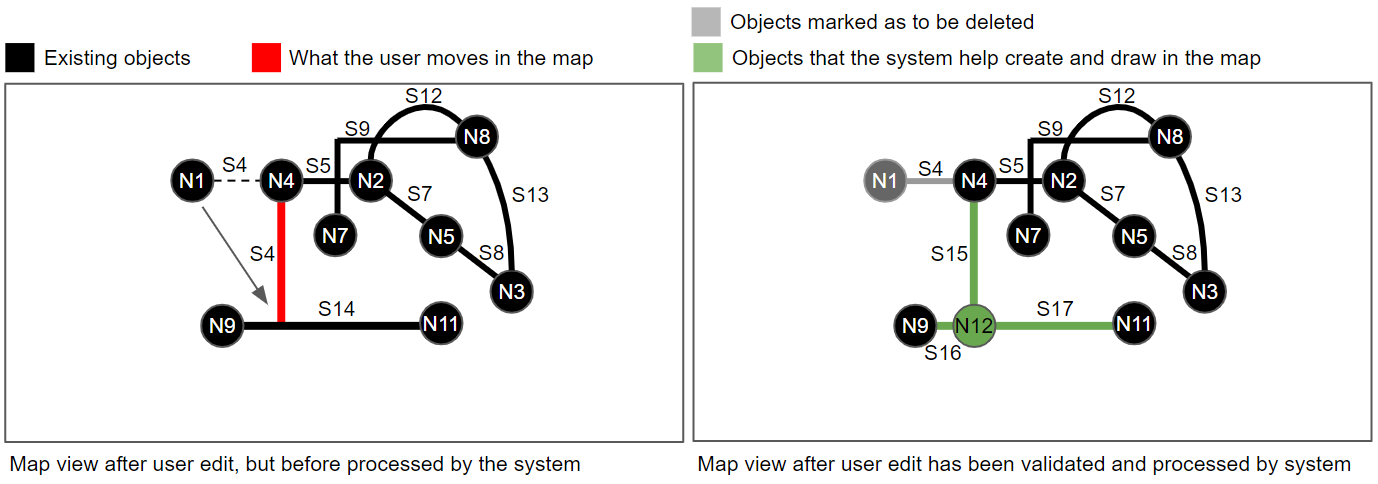 Objects marked as to be deleted
Existing objects
What the user moves in the map
Objects that the system help create and draw in the map
S12
S9
N8
S4
S5
N1
N4
N2
S7
S13
N7
N5
S4
S8
N3
S14
N9
N11
S12
S9
N8
S4
S5
N1
N4
N2
S7
S13
N7
N5
S15
S8
N3
S17
N9
N12
N11
S16
Map view after user edit, but before processed by the system
Map view after user edit has been validated and processed by system